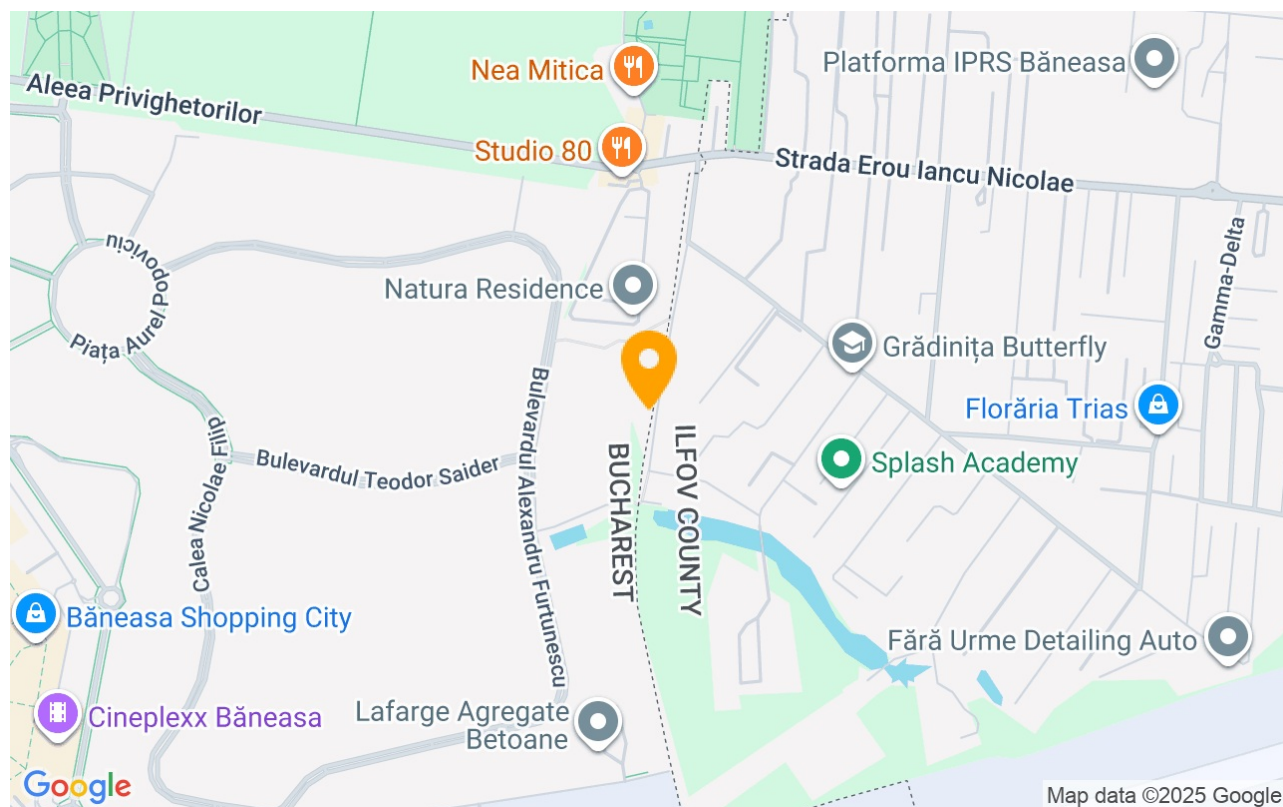 Nea Mitica
Platforma IPRS Băneasa
Aleea Privighetorilor
Studio 80
Strada Erou Iancu Nicolae
Piața Aurel Popoviciu
Natura Residence
Gamma-Delta
Grădinița Butterfly
Florăria Trias
Calea Nicolae Filip
Bulevardul Teodor Saider
Bulevardul Alexandru Furtunescu
BUCHAREST
ILFOV COUNTY
Splash Academy
Băneasa Shopping City
Fără Urme Detailing Auto
Cineplexx Băneasa
Lafarge Agregate
Betoane
Google
Map data ©2025 Google